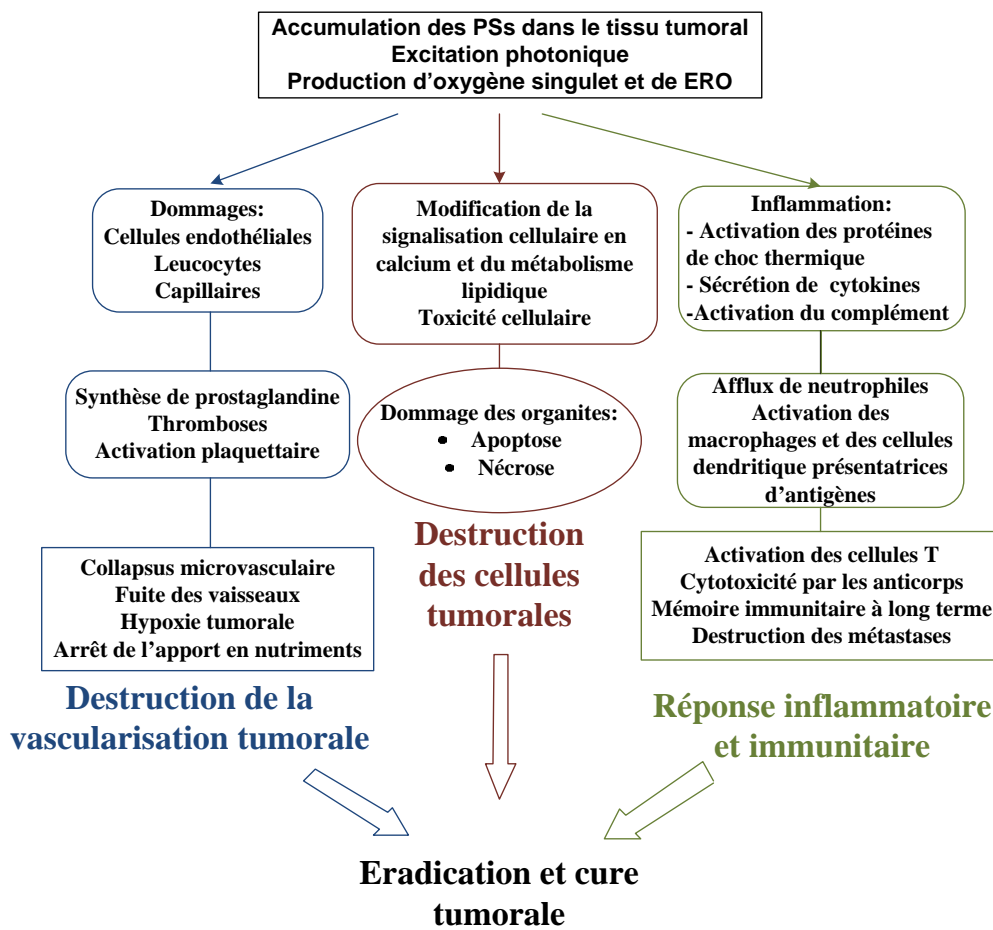 Accumulation des PSs dans le tissu tumoral
Excitation photonique
Production d'oxygène singulet et de ERO
Dommages:
Cellules endothéliales
Leucocytes
Capillaires
Synthèse de prostaglandine
Thromboses
Activation plaquettaire
Collapsus microvasculaire
Fuite des vaisseaux
Hypoxie tumorale
Arrêt de l'apport en nutriments
Destruction de la
vascularisation tumorale
Modification de la
signalisation cellulaire en
calcium et du métabolisme
lipidique
Toxicité cellulaire
Dommage des organites:
• Apoptose
• Nécrose
Destruction
des cellules
tumorales
Inflammation:
- Activation des protéines
de choc thermique
- Sécrétion de cytokines
-Activation du complément
Afflux de neutrophiles
Activation des
macrophages et des cellules
dendritique présentatrices
d'antigènes
Activation des cellules T
Cytotoxicité par les anticorps
Mémoire immunitaire à long terme
Destruction des métastases
Réponse inflammatoire
et immunitaire
Eradication et cure
tumorale